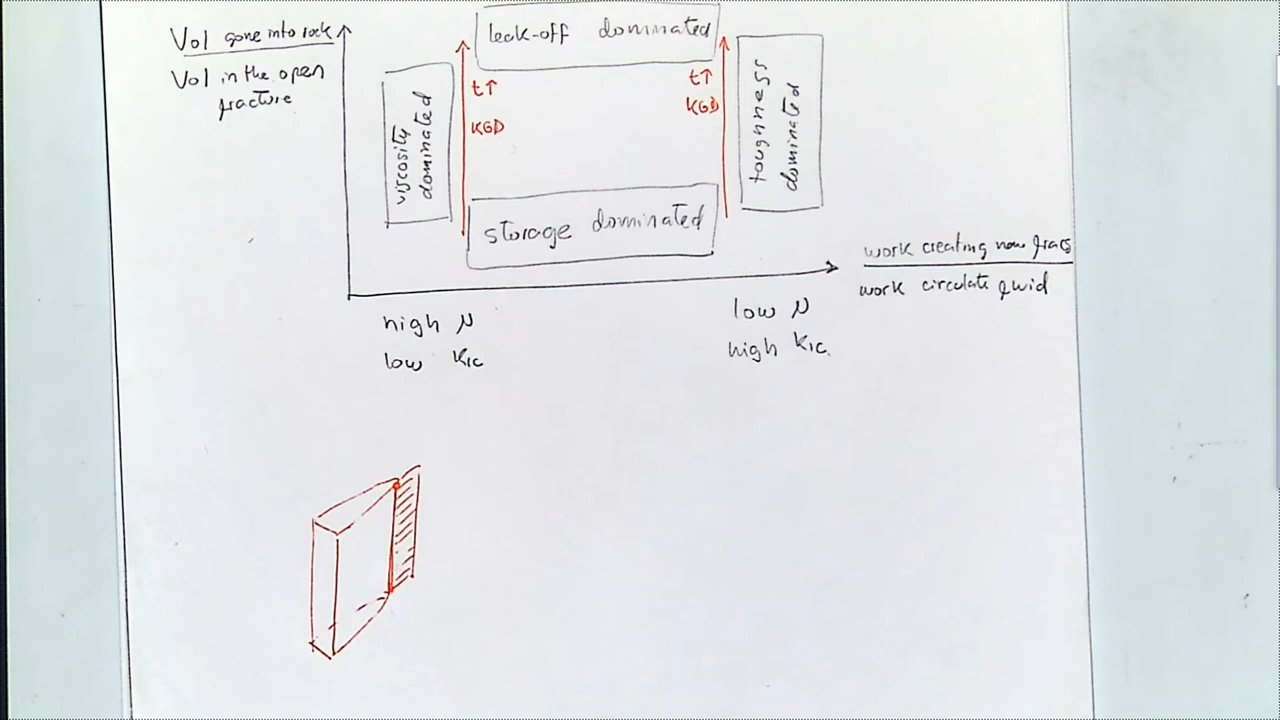 Vol gone into rock
Vol in the open
fracture
leak-off dominated
t↑
KGD
t↑
KGD
viscosity
dominated
toughness
dominated
storage dominated
work creating new fracs
work circulate fluid
high μ
low KIC
low μ
high KIC.